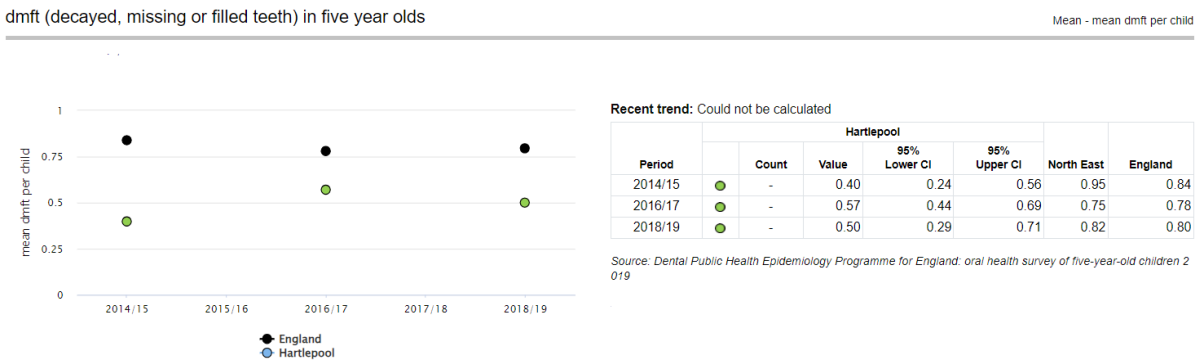 dmft (decayed, missing or filled teeth) in five year olds
Mean - mean dmft per child
mean dmft per child
1
0.75
0.5
0.25
0
2014/15 2015/16 2016/17 2017/18 2018/19
England
Hartlepool
Recent trend: Could not be calculated
Hartlepool
Period Count Value 95% Lower CI 95% Upper CI North East England
2014/15 - 0.40 0.24 0.56 0.95 0.84
2016/17 - 0.57 0.44 0.69 0.75 0.78
2018/19 - 0.50 0.29 0.71 0.82 0.80
Source: Dental Public Health Epidemiology Programme for England: oral health survey of five-year-old children 2
019